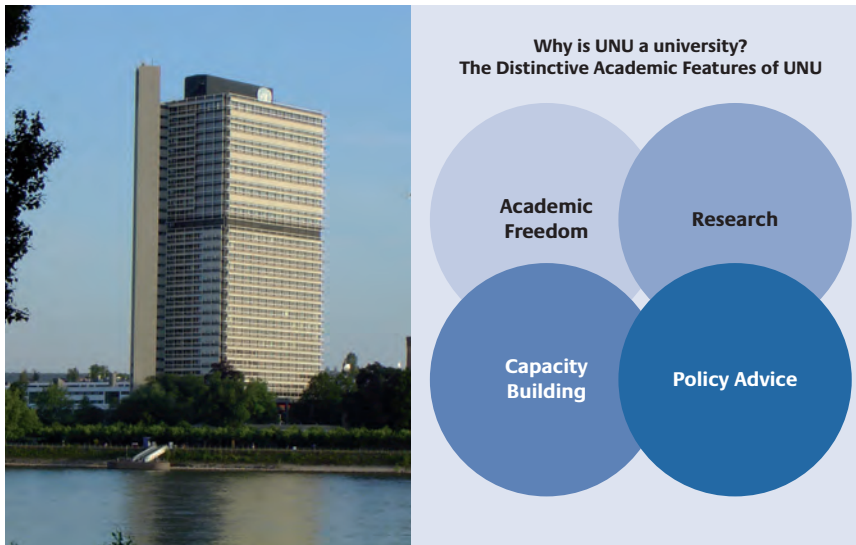 Why is UNU a university?
The Distinctive Academic Features of UNU
Academic
Freedom
Research
Capacity
Building
Policy Advice